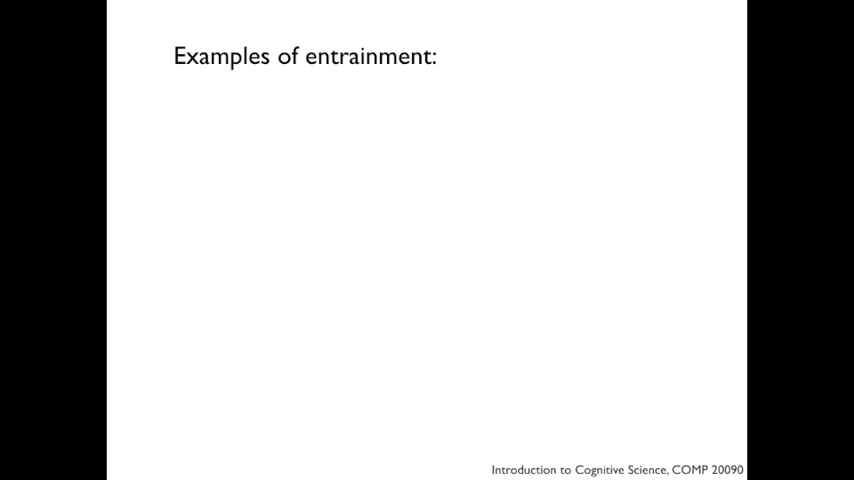 Examples of entrainment:
Introduction to Cognitive Science, COMP 20090